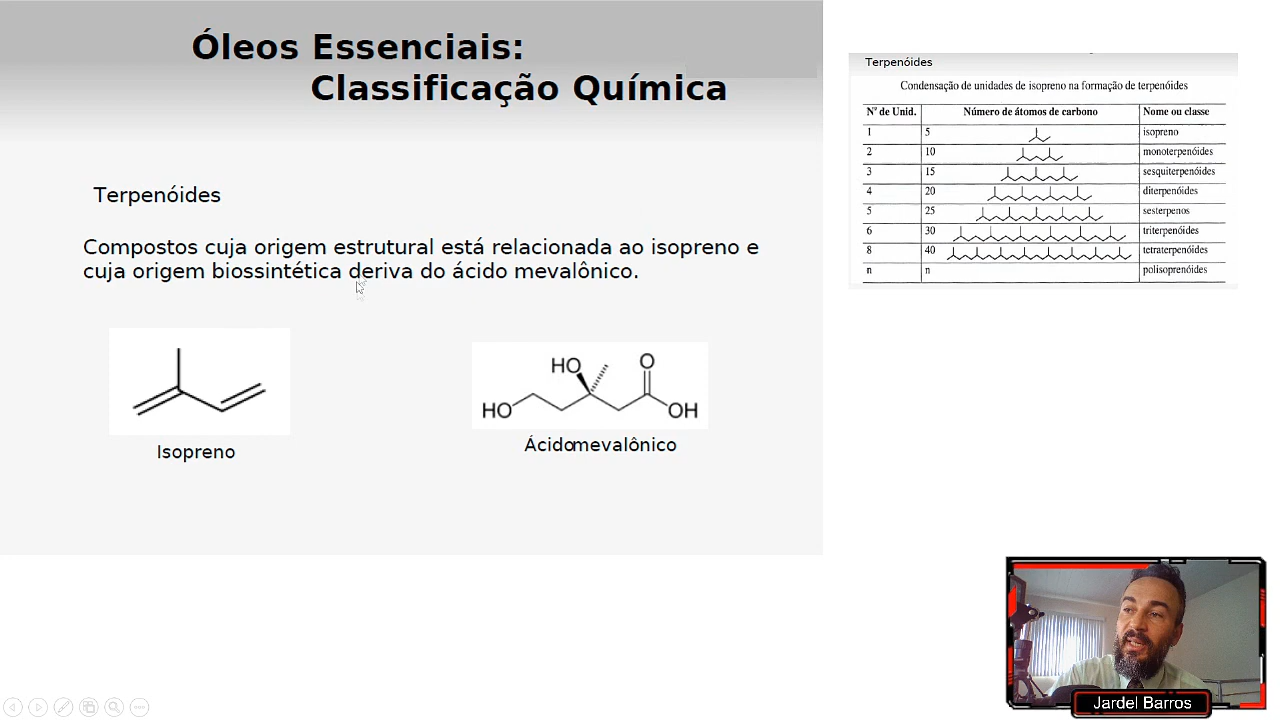 Óleos Essenciais:
Classificação Química
Terpenóides
Compostos cuja origem estrutural está relacionada ao isopreno e
cuja origem biossintética deriva do ácido mevalônico.
Isopreno
HO
HO
O
OH
Ácidomevalônico
Terpenóides
Condensação de unidades de isopreno na formação de terpenóides
Nº de Unid. Número de átomos de carbono Nome ou classe
1 5 isopreno
2 10 monoterpenóides
3 15 sesquiterpenóides
4 20 diterpenóides
5 25 sesterpenos
6 30 triterpenóides
8 40 tetraterpenóides
n n polisoprenóides
Jardel Barros